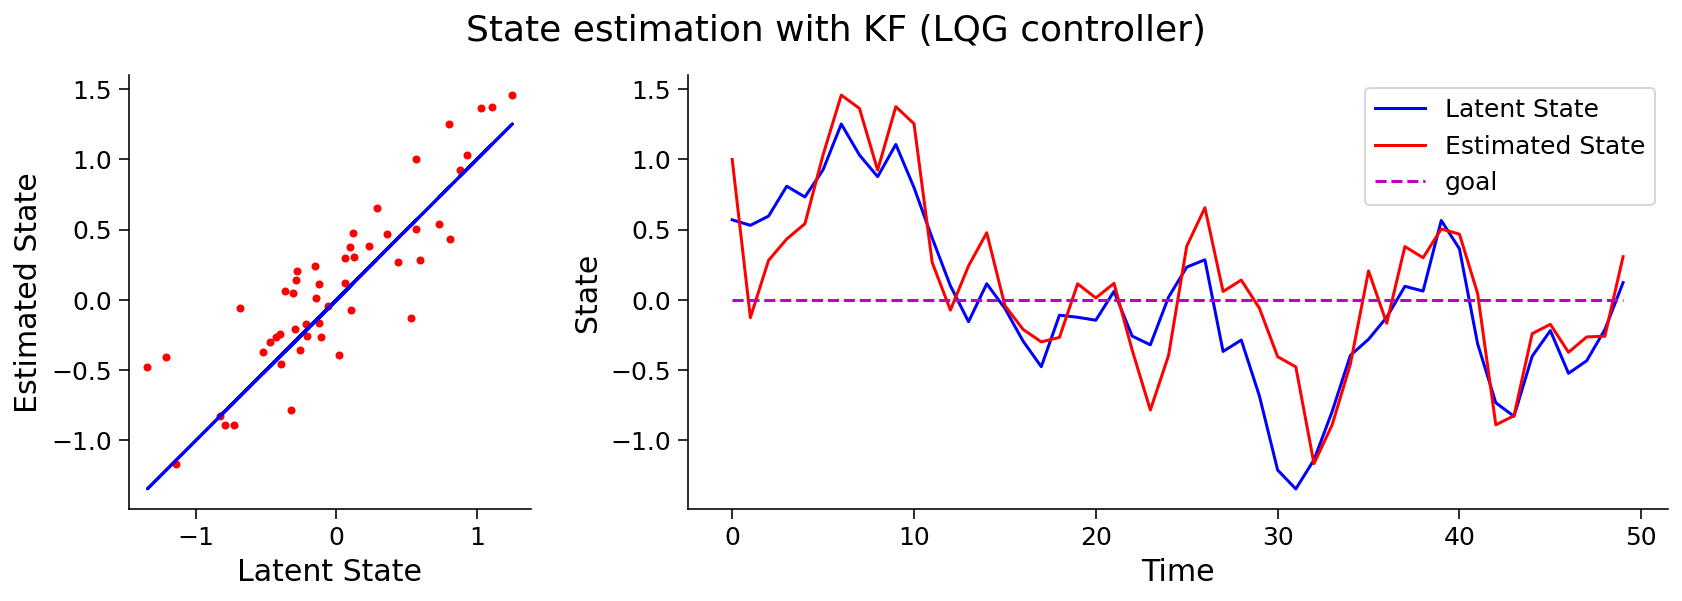 State estimation with KF (LQG controller)
1.5
1.0
0.5
0.0
−0.5
−1.0
Estimated State
−1 0 1
Latent State
1.5
1.0
0.5
0.0
−0.5
−1.0
State
0 10 20 30 40 50
Time
Latent State
Estimated State
goal